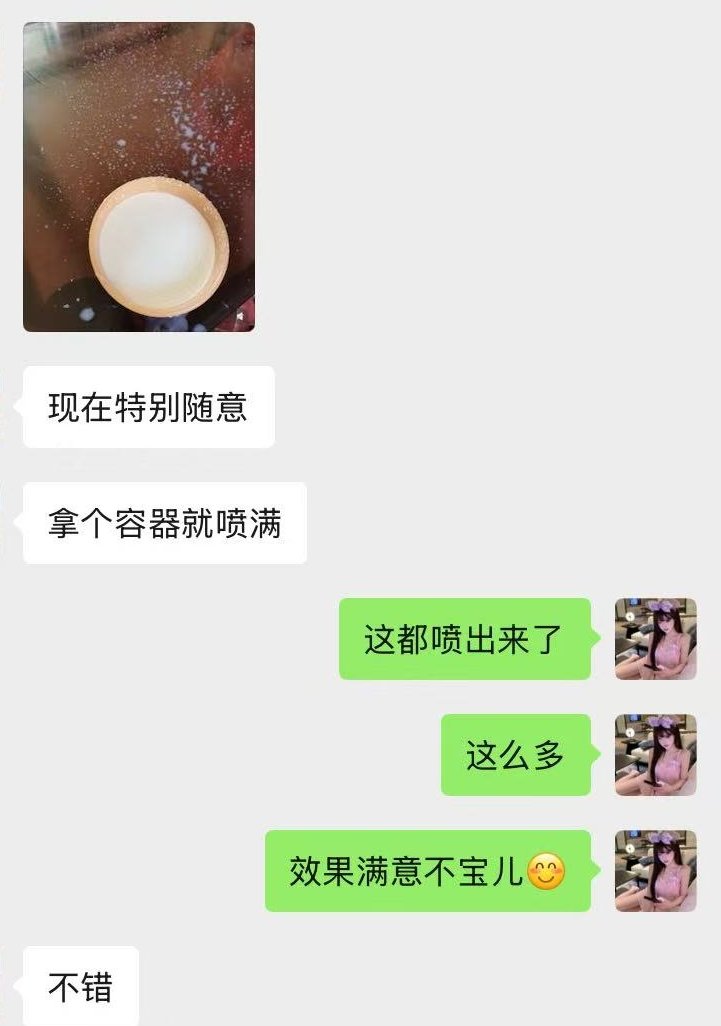 现在特别随意
拿个容器就喷满
这都喷出来了
这么多
效果满意不宝儿😊
不错